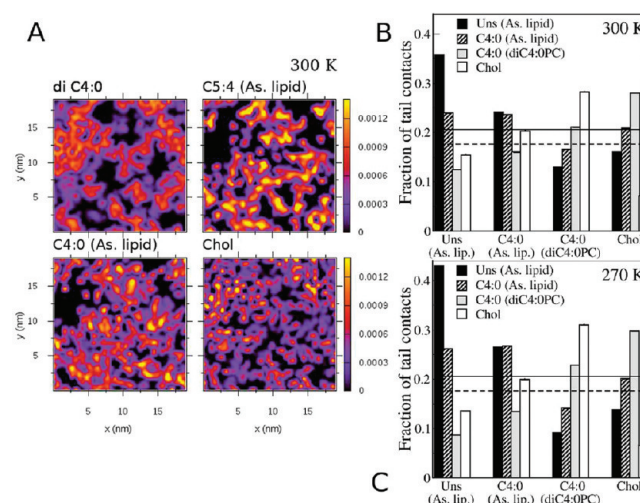 A
300 K
di C4:0
C5:4 (As. lipid)
15
10
5
y (nm)
0.0012
0.0009
0.0006
0.0003
0
C4:0 (As. lipid)
Chol
15
10
5
y (nm)
0.0012
0.0009
0.0006
0.0003
0
5 10 15
5 10 15
x (nm)
x (nm)
B
300 K
Uns (As. lipid)
C4:0 (As. lipid)
C4:0 (diC4:0PC)
Chol
Fraction of tail contacts
0.4
0.3
0.2
0.1
Uns
(As. lip.)
C4:0
(As. lip.)
C4:0
(diC4:0PC)
Chol
270 K
Uns (As. lipid)
C4:0 (As. lipid)
C4:0 (diC4:0PC)
Chol
Fraction of tail contacts
0.4
0.3
0.2
0.1
0
Uns
(As. lip.)
C4:0
(As. lip.)
C4:0
(diC4:0PC)
Chol
C